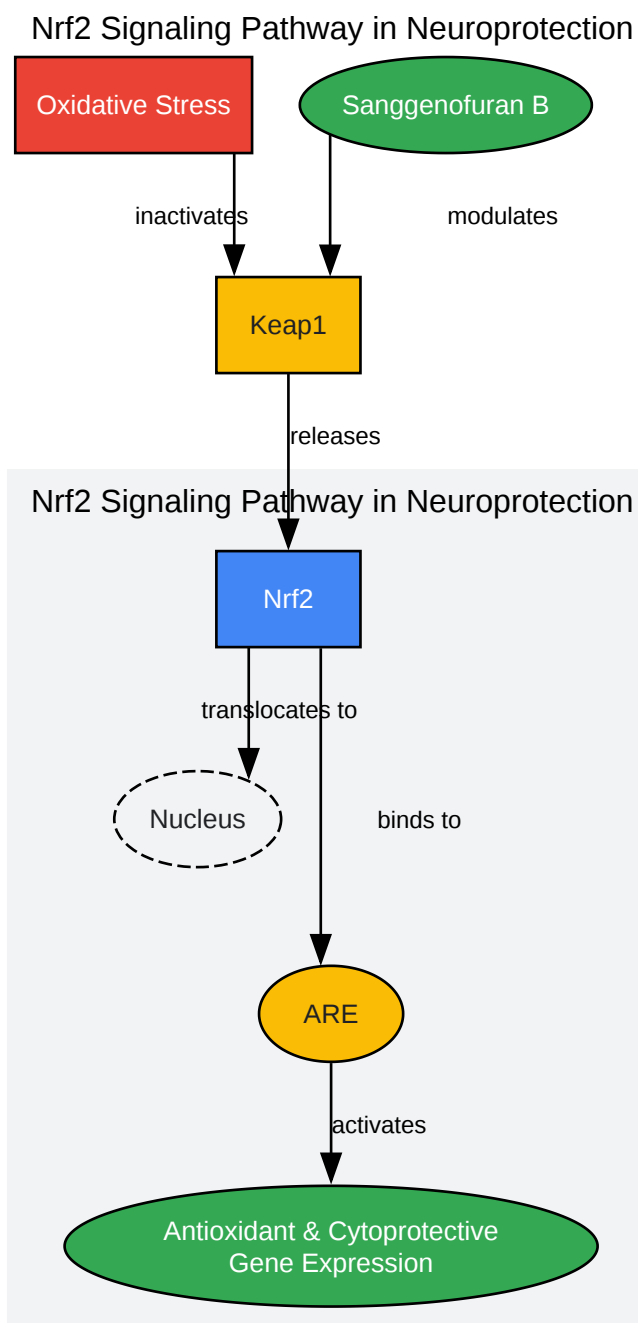 Nrf2 Signaling Pathway in Neuroprotection
Oxidative Stress
Sanggenofuran B
inactivates
modulates
Keap1
releases
Nrf2 Signaling Pathway in Neuroprotection
Nrf2
translocates to
Nucleus
binds to
ARE
activates
Antioxidant & Cytoprotective
Gene Expression